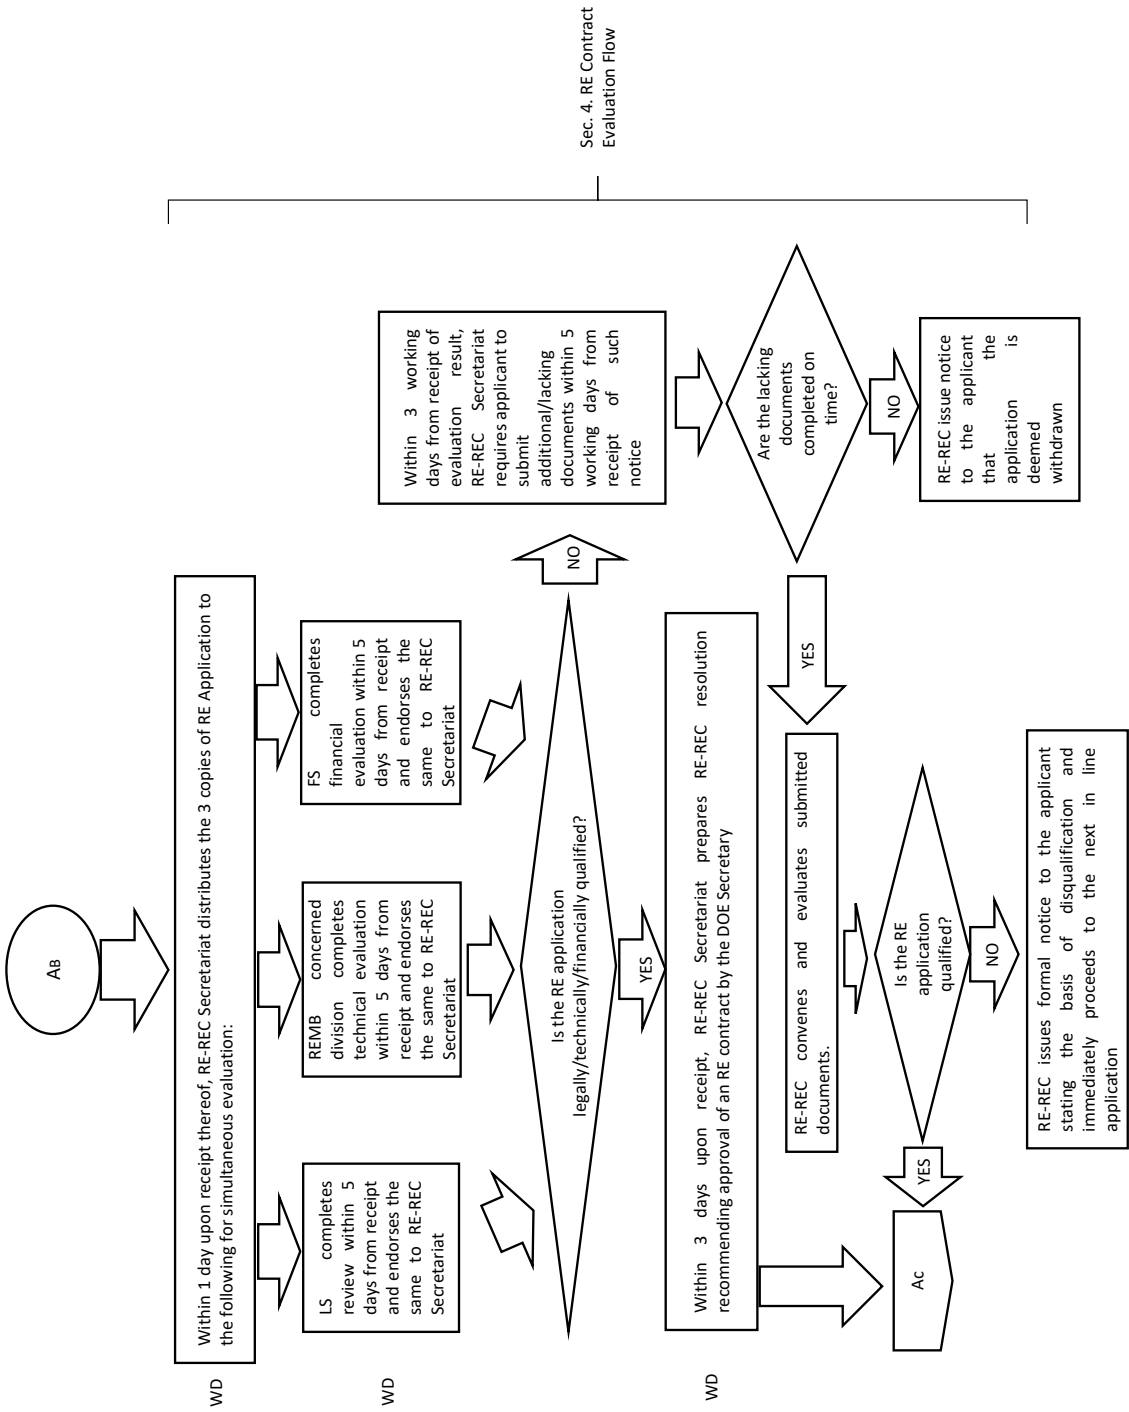 AB
Within 1 day upon receipt thereof, RE-REC Secretariat distributes the 3 copies of RE Application to
the following for simultaneous evaluation:
WD
LS completes
review within 5
days from receipt
and endorses the
same to RE-REC
Secretariat
REMB concerned
division completes
technical evaluation
within 5 days from
receipt and endorses
the same to RE-REC
Secretariat
FS completes
financial
evaluation within 5
days from receipt
and endorses the
same to RE-REC
Secretariat
WD
Is the RE application
legally/technically/financially qualified?
NO
Within 3 working
days from receipt of
evaluation result,
RE-REC Secretariat
requires applicant to
submit
additional/lacking
documents within 5
working days from
receipt of such
notice
YES
Within 3 days upon receipt, RE-REC Secretariat prepares RE-REC resolution
recommending approval of an RE contract by the DOE Secretary
WD
Are the lacking
documents
completed on
time?
YES
NO
RE-REC convenes and evaluates submitted
documents.
RE-REC issue notice
to the applicant
that the
application is
deemed
withdrawn
Is the RE
application
qualified?
YES
AC
NO
RE-REC issues formal notice to the applicant
stating the basis of disqualification and
immediately proceeds to the next in line
application
Sec. 4. RE Contract
Evaluation Flow